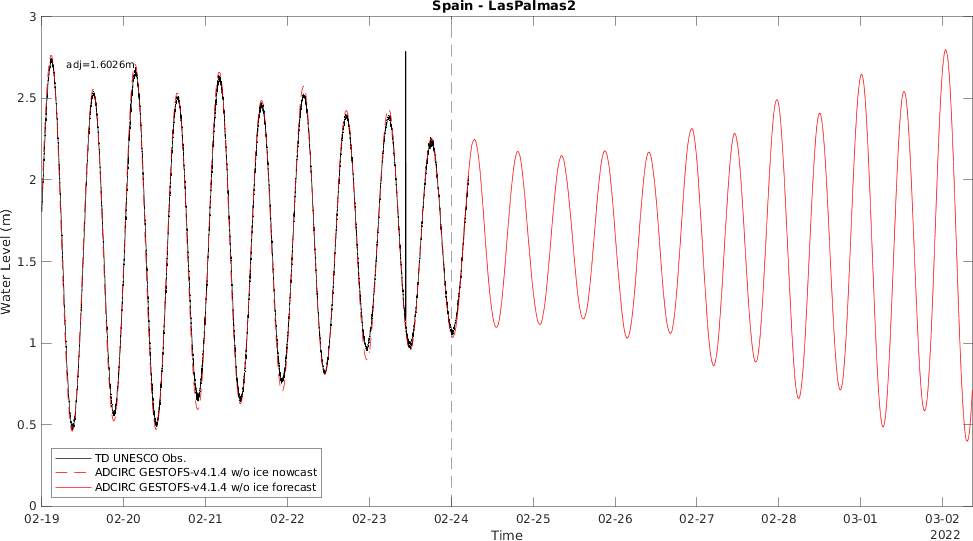 Spain - LasPalmas2
adj=1.6026m
3
2.5
2
1.5
1
0.5
0
Water Level (m)
TD UNESCO Obs.
ADCIRC GESTOFS-v4.1.4 w/o ice nowcast
ADCIRC GESTOFS-v4.1.4 w/o ice forecast
02-19 02-20 02-21 02-22 02-23 02-24 02-25 02-26 02-27 02-28 03-01 03-02
Time
2022